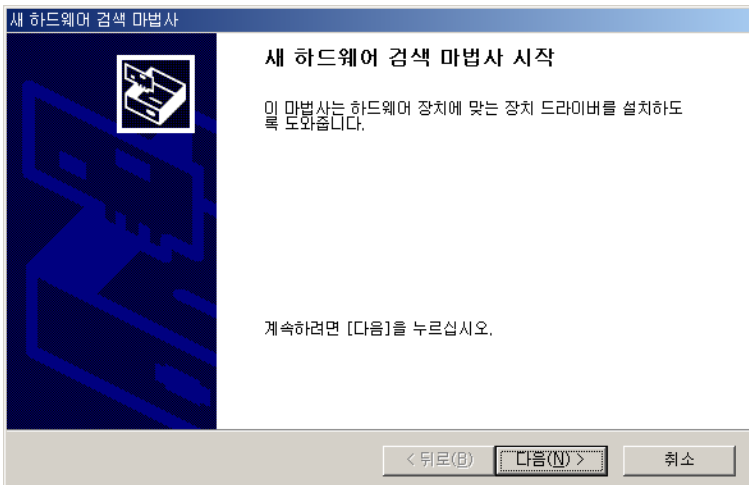 새 하드웨어 검색 마법사
새 하드웨어 검색 마법사 시작
이 마법사는 하드웨어 장치에 맞는 장치 드라이버를 설치하도
록 도와줍니다.
계속하려면 [다음]을 누르십시오.
< 뒤로(B) 다음(N) > 취소